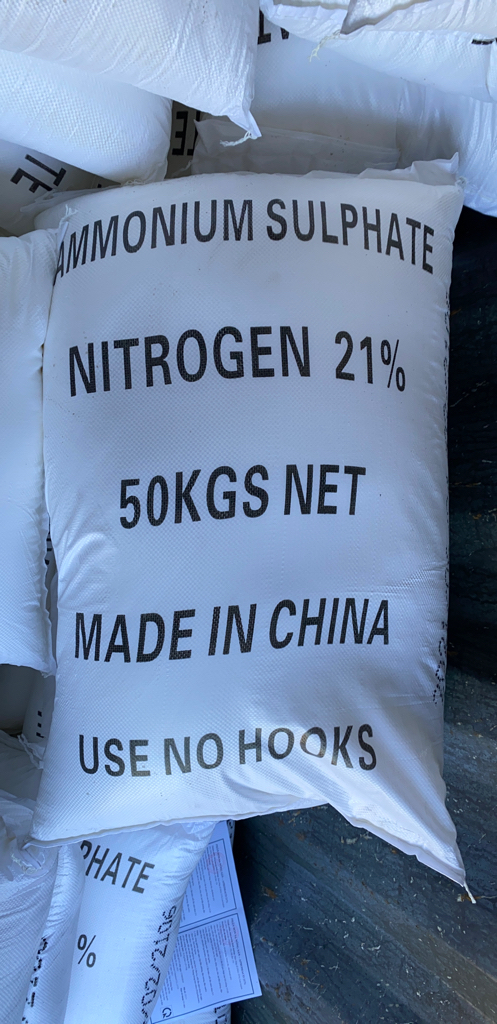 AMMONIUM SULPHATE
NITROGEN 21%
50KGS NET
MADE IN CHINA
USE NO HOOKS
PHATE
%